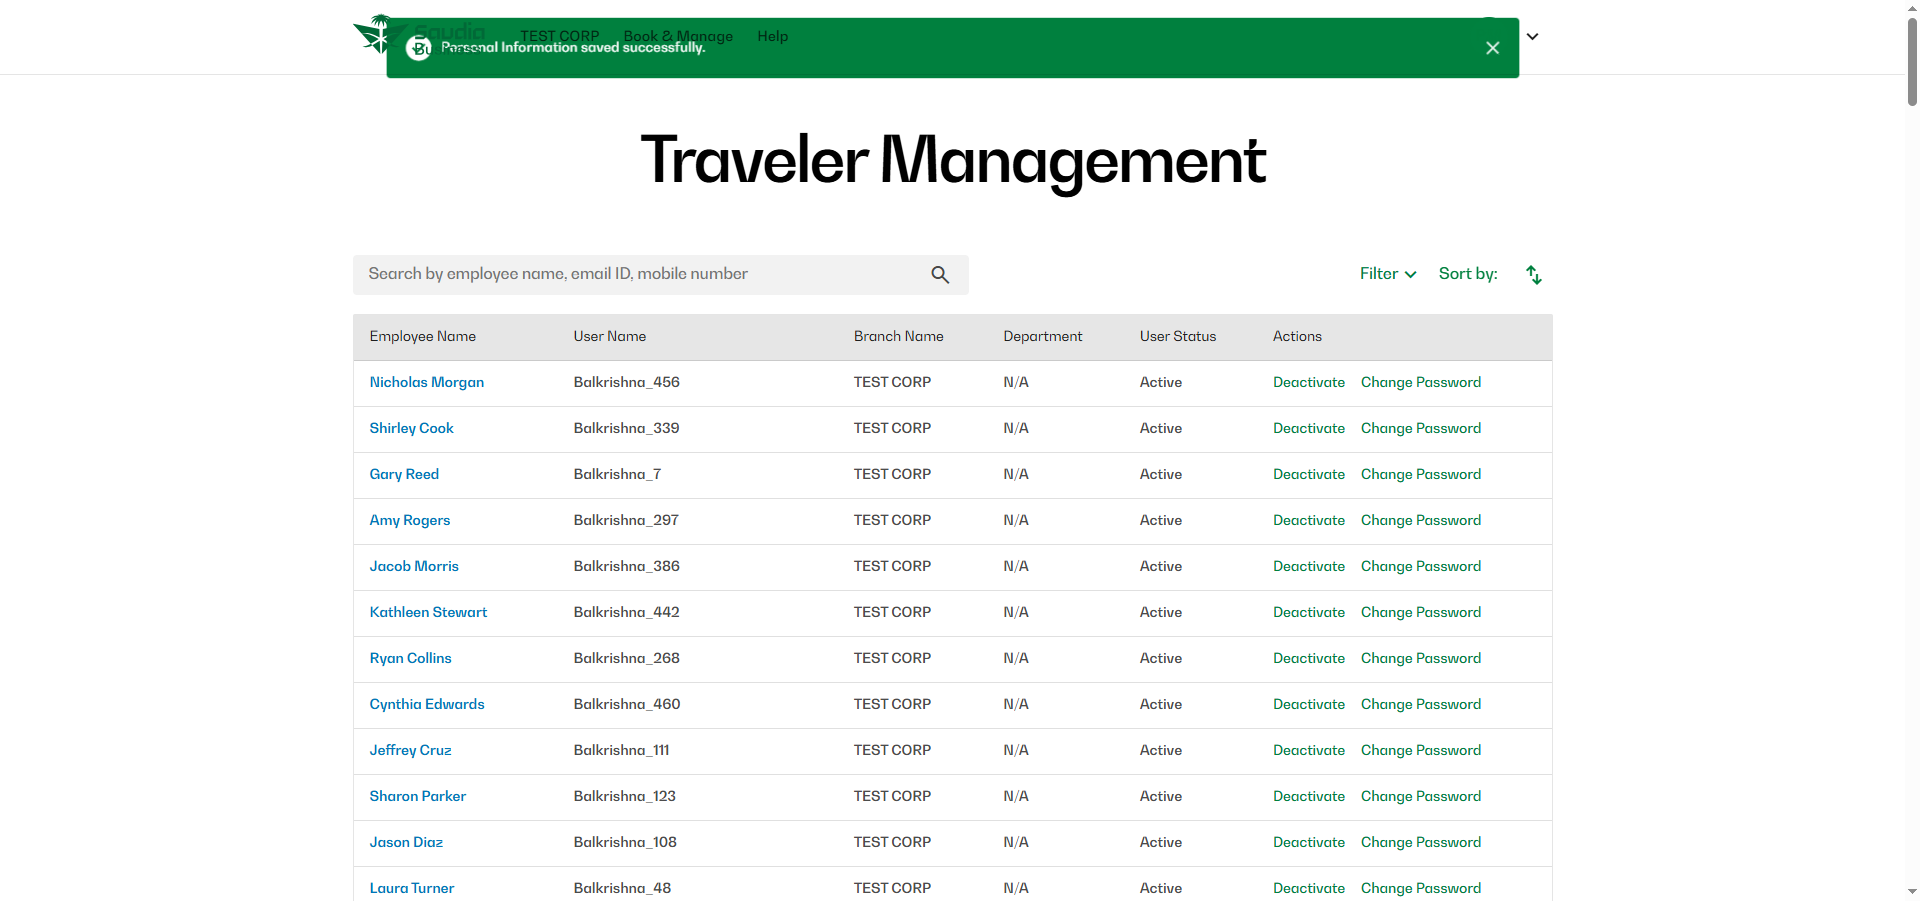 Saudia
Business
TEST CORP Book & Manage Help
Personal Information saved successfully.
Traveler Management
Search by employee name, email ID, mobile number
Filter Sort by:
Employee Name User Name Branch Name Department User Status Actions
Nicholas Morgan Balkrishna_456 TEST CORP N/A Active Deactivate Change Password
Shirley Cook Balkrishna_339 TEST CORP N/A Active Deactivate Change Password
Gary Reed Balkrishna_7 TEST CORP N/A Active Deactivate Change Password
Amy Rogers Balkrishna_297 TEST CORP N/A Active Deactivate Change Password
Jacob Morris Balkrishna_386 TEST CORP N/A Active Deactivate Change Password
Kathleen Stewart Balkrishna_442 TEST CORP N/A Active Deactivate Change Password
Ryan Collins Balkrishna_268 TEST CORP N/A Active Deactivate Change Password
Cynthia Edwards Balkrishna_460 TEST CORP N/A Active Deactivate Change Password
Jeffrey Cruz Balkrishna_111 TEST CORP N/A Active Deactivate Change Password
Sharon Parker Balkrishna_123 TEST CORP N/A Active Deactivate Change Password
Jason Diaz Balkrishna_108 TEST CORP N/A Active Deactivate Change Password
Laura Turner Balkrishna_48 TEST CORP N/A Active Deactivate Change Password